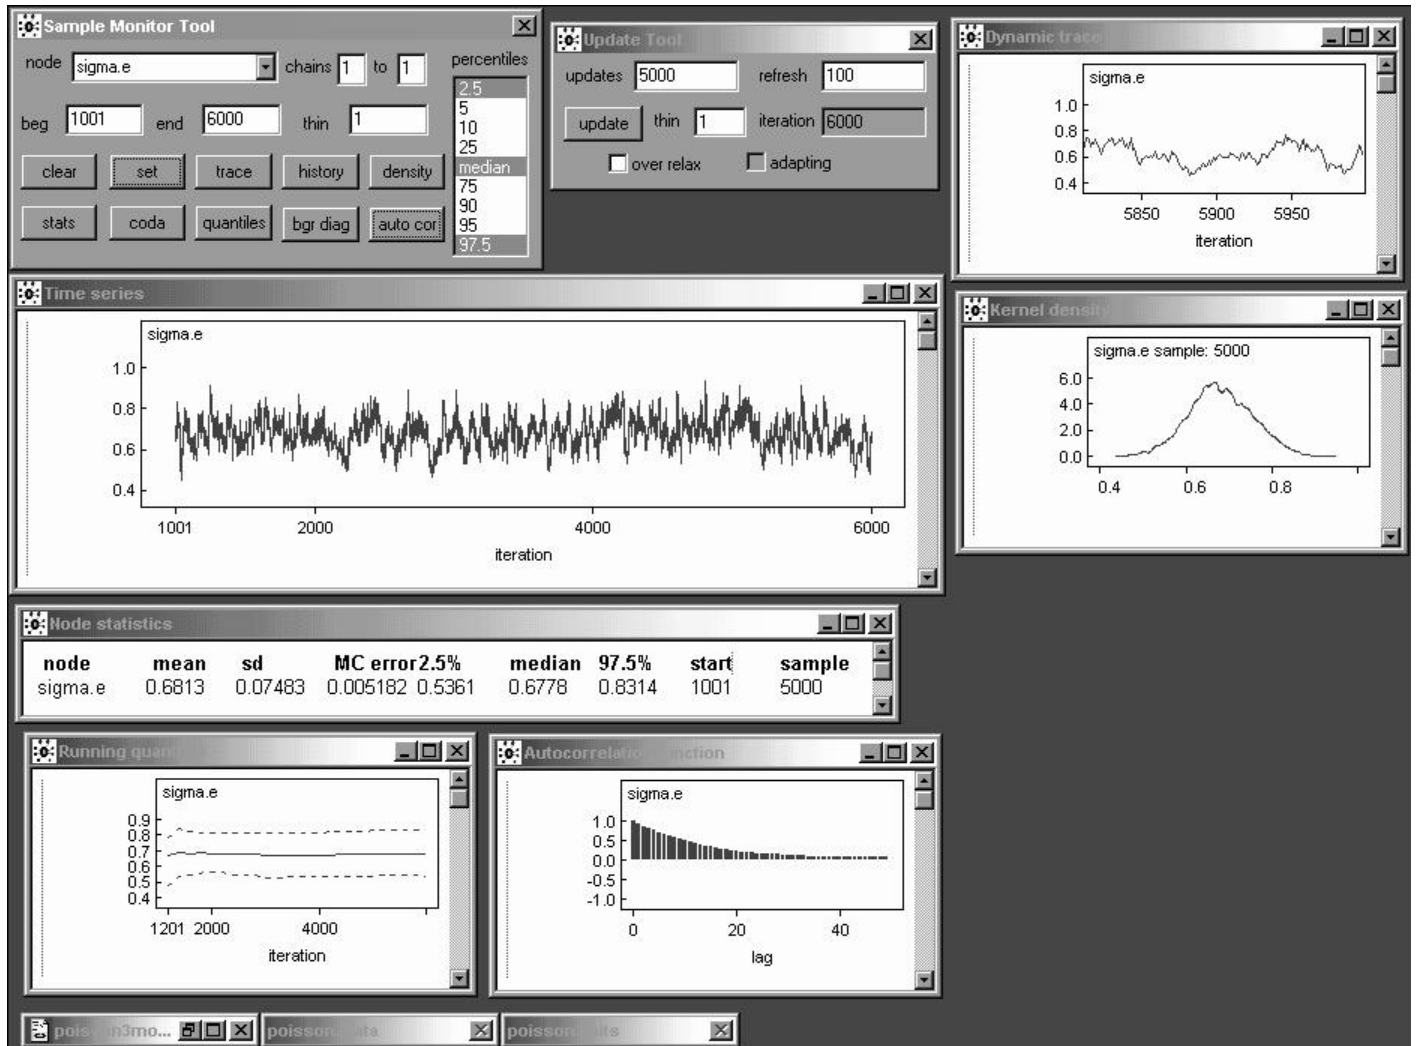 Sample Monitor Tool
node sigma.e chains 1 to 1 percentiles
2.5
5
10
25
median
75
90
95
97.5
beg 1001 end 6000 thin 1
clear set trace history density
stats coda quantiles bgr diag auto cor
Update Tool
updates 5000 refresh 100
update thin 1 iteration 6000
over relax adapting
Dynamic trace
sigma.e
1.0
0.8
0.6
0.4
5850 5900 5950
iteration
Time series
sigma.e
1.0
0.8
0.6
0.4
1001 2000 4000 6000
iteration
Kernel density
sigma.e sample: 5000
6.0
4.0
2.0
0.0
0.4 0.6 0.8
Node statistics
node mean sd MC error 2.5% median 97.5% start sample
sigma.e 0.6813 0.07483 0.005182 0.5361 0.6778 0.8314 1001 5000
Running quan
sigma.e
0.9
0.8
0.7
0.6
0.5
0.4
1201 2000 4000
iteration
Autocorrelatio nction
sigma.e
1.0
0.5
0.0
-0.5
-1.0
0 20 40
lag
n3mo...